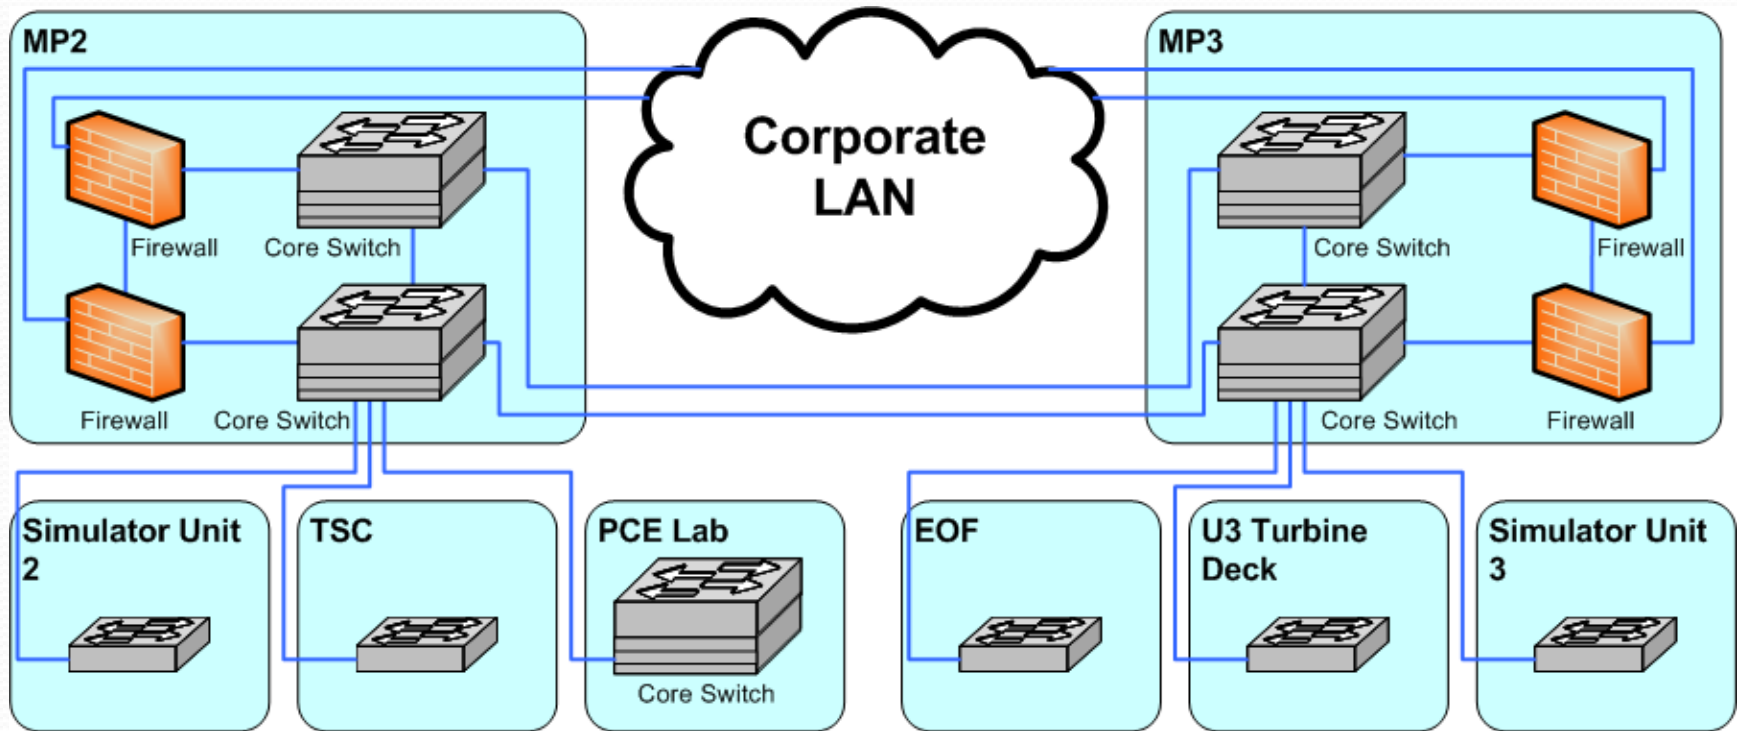 MP2
MP3
Corporate
LAN
Firewall
Core Switch
Core Switch
Firewall
Firewall
Core Switch
Core Switch
Firewall
Simulator Unit
2
TSC
PCE Lab
Core Switch
EOF
U3 Turbine
Deck
Simulator Unit
3